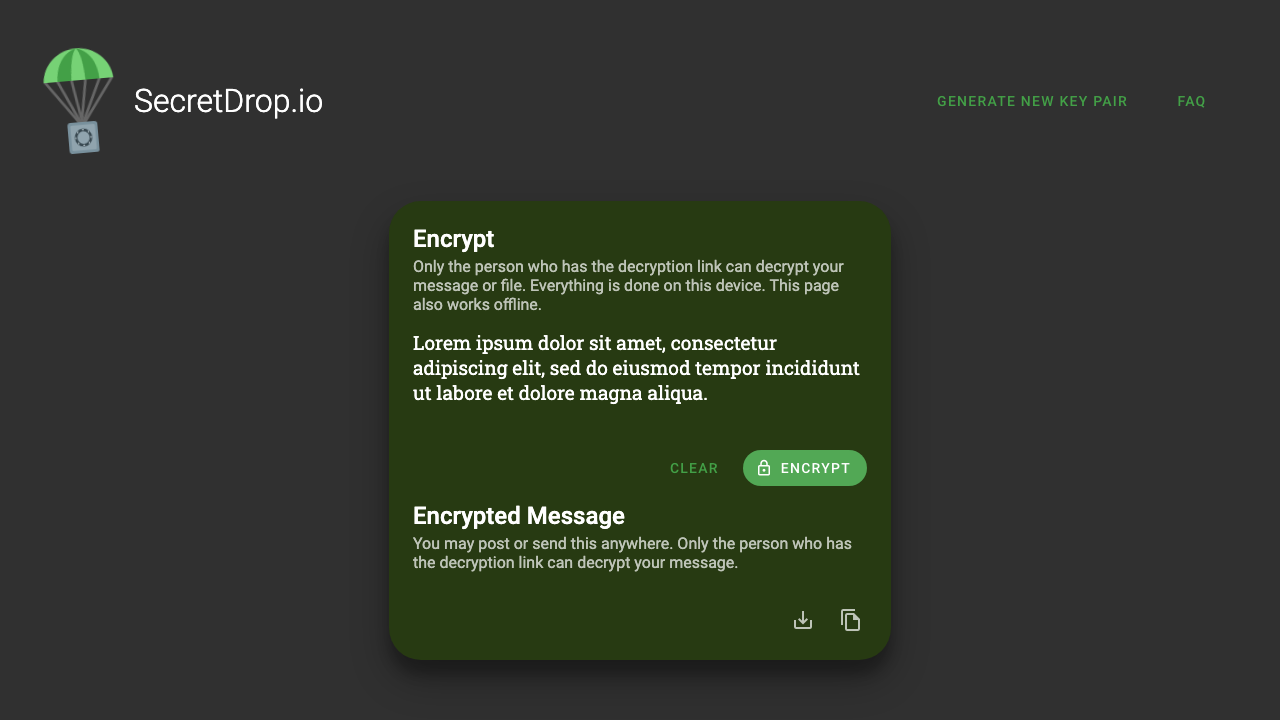 SecretDrop.io
GENERATE NEW KEY PAIR
FAQ
Encrypt
Only the person who has the decryption link can decrypt your
message or file. Everything is done on this device. This page
also works offline.
Lorem ipsum dolor sit amet, consectetur
adipiscing elit, sed do eiusmod tempor incididunt
ut labore et dolore magna aliqua.
CLEAR
ENCRYPT
Encrypted Message
You may post or send this anywhere. Only the person who has
the decryption link can decrypt your message.